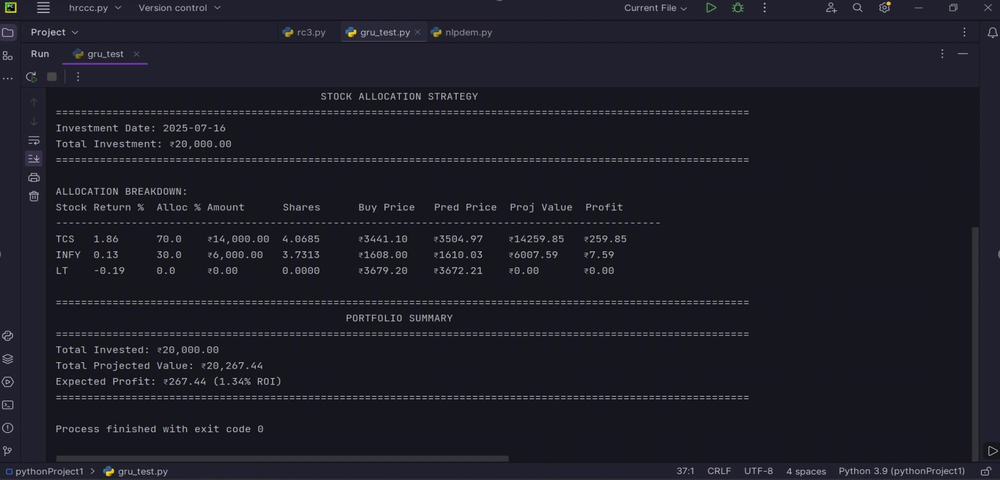 PC
hrccc.py Version control Current File
Project rc3.py gru_test.py nlpdem.py
Run gru_test
STOCK ALLOCATION STRATEGY
==============================================================================================================
Investment Date: 2025-07-16
Total Investment: ₹20,000.00
==============================================================================================================
ALLOCATION BREAKDOWN:
Stock Return % Alloc % Amount Shares Buy Price Pred Price Proj Value Profit
------------------------------------------------------------------------------------------------
TCS 1.86 70.0 ₹14,000.00 4.0685 ₹3441.10 ₹3504.97 ₹14259.85 ₹259.85
INFY 0.13 30.0 ₹6,000.00 3.7313 ₹1608.00 ₹1610.03 ₹6007.59 ₹7.59
LT -0.19 0.0 ₹0.00 0.0000 ₹3679.20 ₹3672.21 ₹0.00 ₹0.00
==============================================================================================================
PORTFOLIO SUMMARY
==============================================================================================================
Total Invested: ₹20,000.00
Total Projected Value: ₹20,267.44
Expected Profit: ₹267.44 (1.34% ROI)
==============================================================================================================
Process finished with exit code 0
pythonProject1 > gru_test.py 37:1 CRLF UTF-8 4 spaces Python 3.9 (pythonProject1)